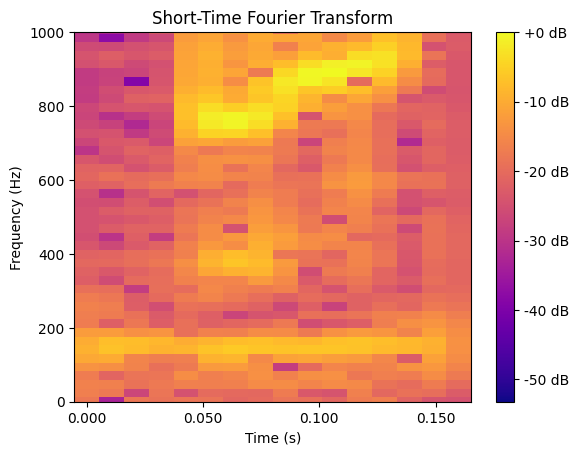 Short-Time Fourier Transform
1000
800
600
400
200
0
Frequency (Hz)
0.000
0.050
0.100
0.150
Time (s)
+0 dB
-10 dB
-20 dB
-30 dB
-40 dB
-50 dB